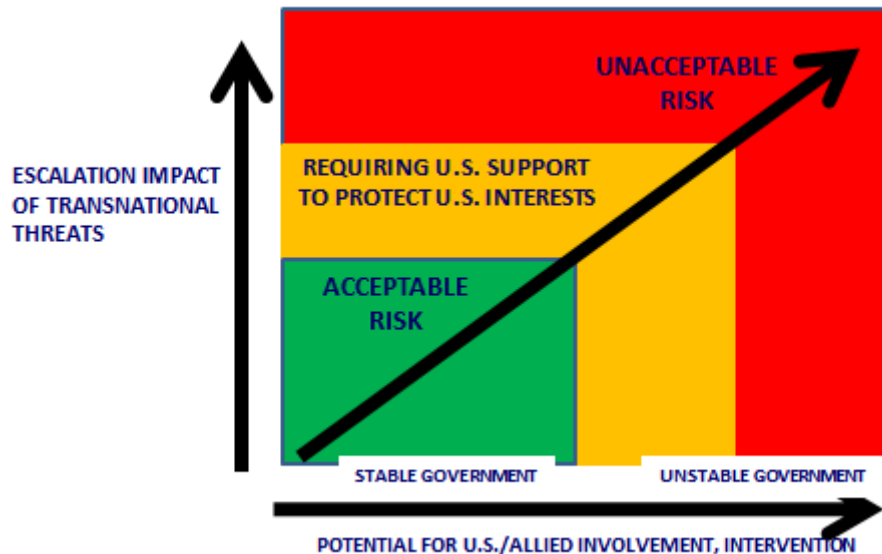 UNACCEPTABLE
RISK
REQUIRING U.S. SUPPORT
TO PROTECT U.S. INTERESTS
ESCALATION IMPACT
OF TRANSNATIONAL
THREATS
ACCEPTABLE
RISK
STABLE GOVERNMENT
UNSTABLE GOVERNMENT
POTENTIAL FOR U.S./ALLIED INVOLVEMENT, INTERVENTION